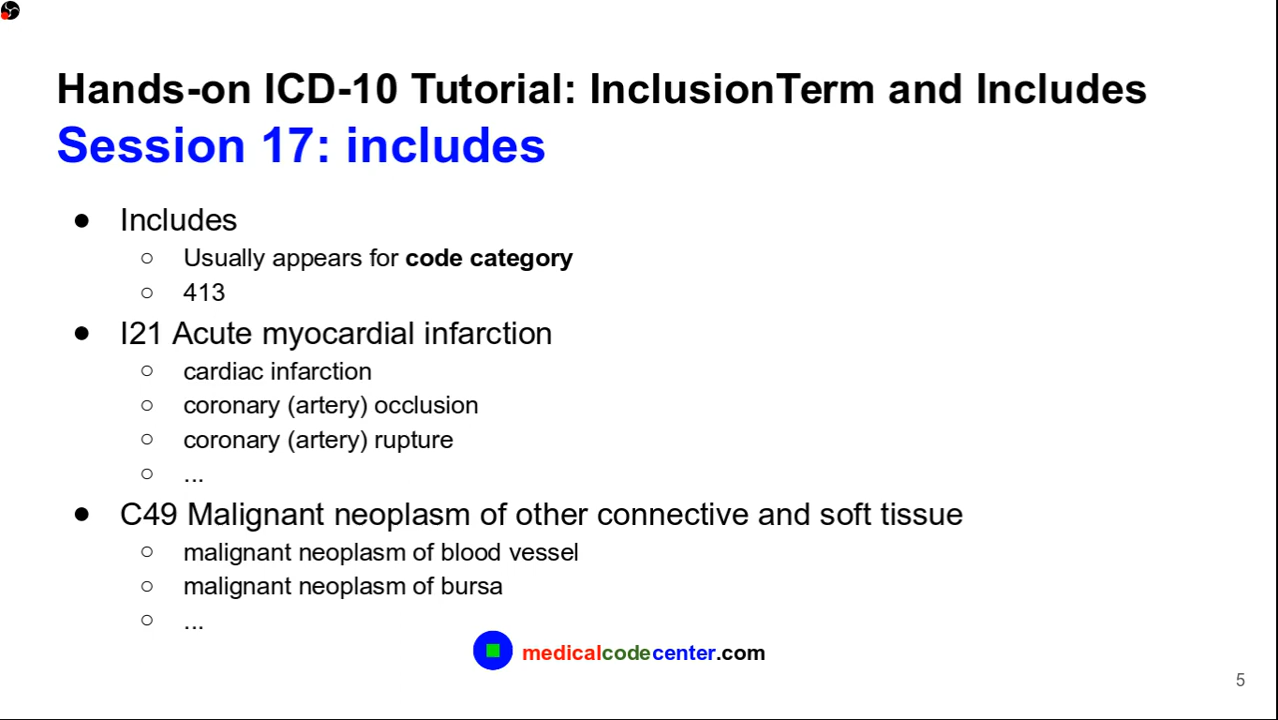 Hands-on ICD-10 Tutorial: InclusionTerm and Includes
Session 17: includes
● Includes
○ Usually appears for code category
○ 413
● I21 Acute myocardial infarction
○ cardiac infarction
○ coronary (artery) occlusion
○ coronary (artery) rupture
○ ...
● C49 Malignant neoplasm of other connective and soft tissue
○ malignant neoplasm of blood vessel
○ malignant neoplasm of bursa
○ ...
medicalcodecenter.com
5